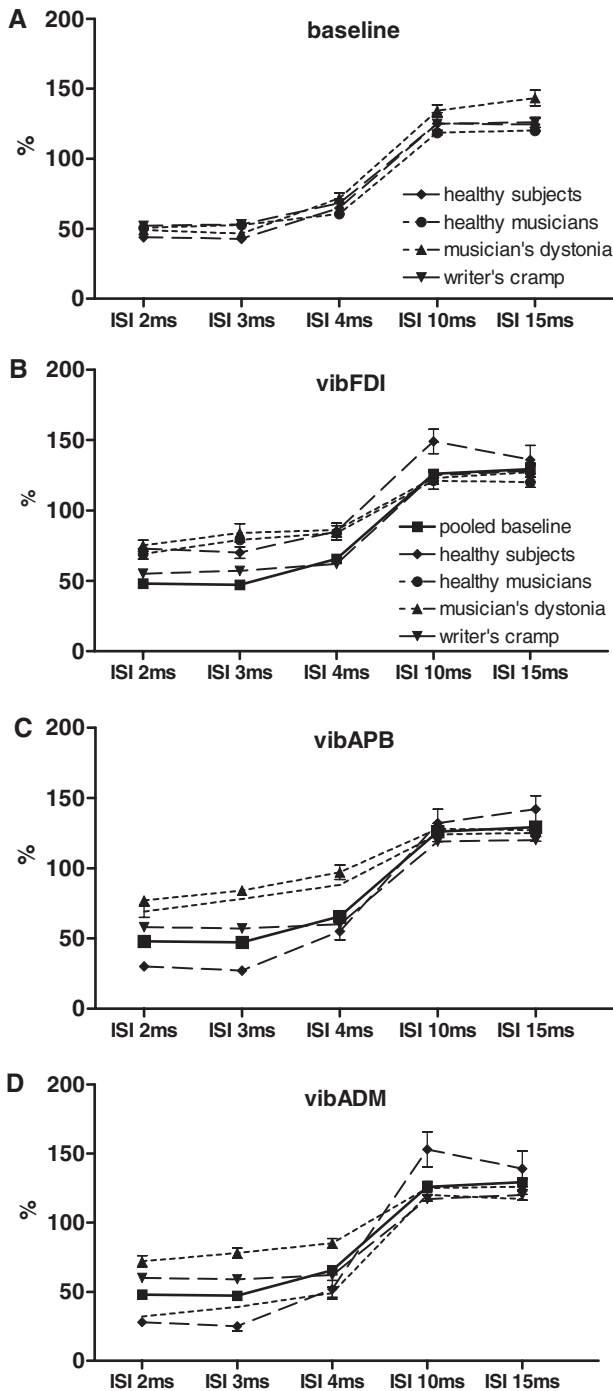 A
baseline
200
150
100
50
0
%
healthy subjects
healthy musicians
musician's dystonia
writer's cramp
ISI 2ms ISI 3ms ISI 4ms ISI 10ms ISI 15ms
B
vibFDI
200
150
100
50
0
%
pooled baseline
healthy subjects
healthy musicians
musician's dystonia
writer's cramp
ISI 2ms ISI 3ms ISI 4ms ISI 10ms ISI 15ms
C
vibAPB
200
150
100
50
0
%
ISI 2ms ISI 3ms ISI 4ms ISI 10ms ISI 15ms
D
vibADM
200
150
100
50
0
%
ISI 2ms ISI 3ms ISI 4ms ISI 10ms ISI 15ms